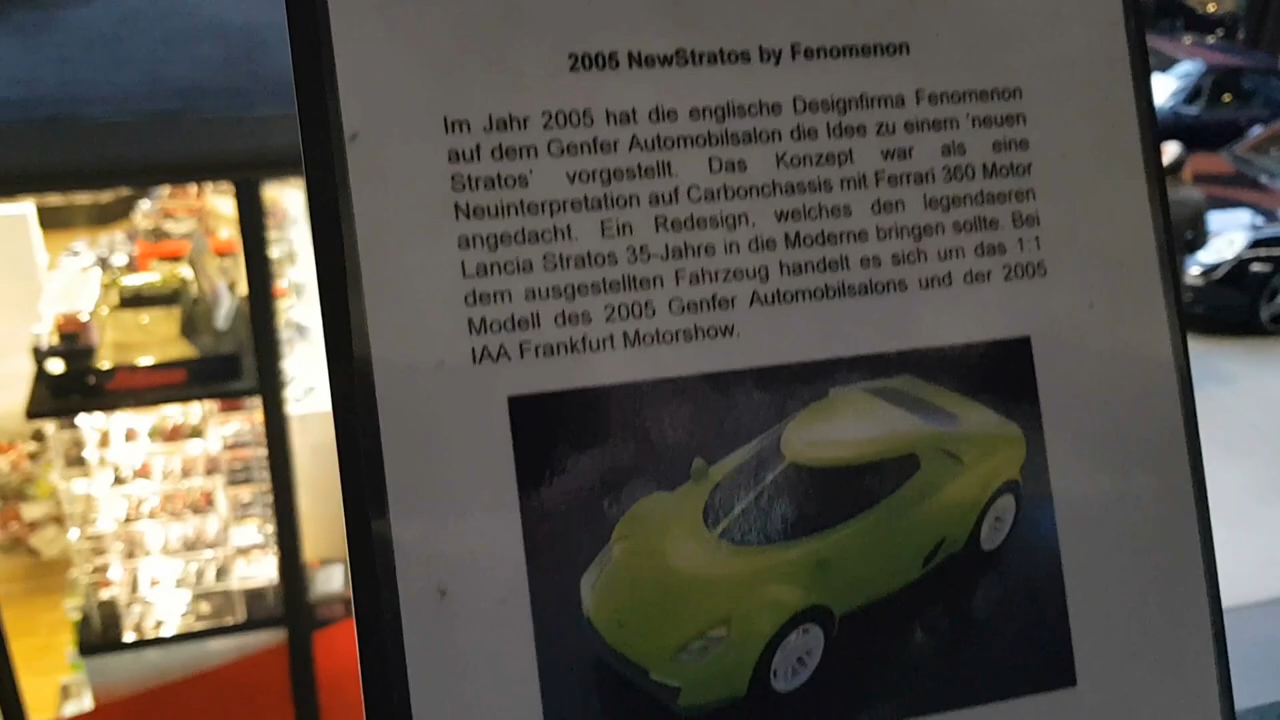 2005 NewStratos by Fenomenon
Im Jahr 2005 hat die englische Designfirma Fenomenon
auf dem Genfer Automobilsalon die Idee zu einem 'neuen
Stratos' vorgestellt. Das Konzept war als eine
Neuinterpretation auf Carbonchassis mit Ferrari 360 Motor
angedacht. Ein Redesign, welches den legendaeren
Lancia Stratos 35-Jahre in die Moderne bringen sollte. Bei
dem ausgestellten Fahrzeug handelt es sich um das 1:1
Modell des 2005 Genfer Automobilsalons und der 2005
IAA Frankfurt Motorshow.